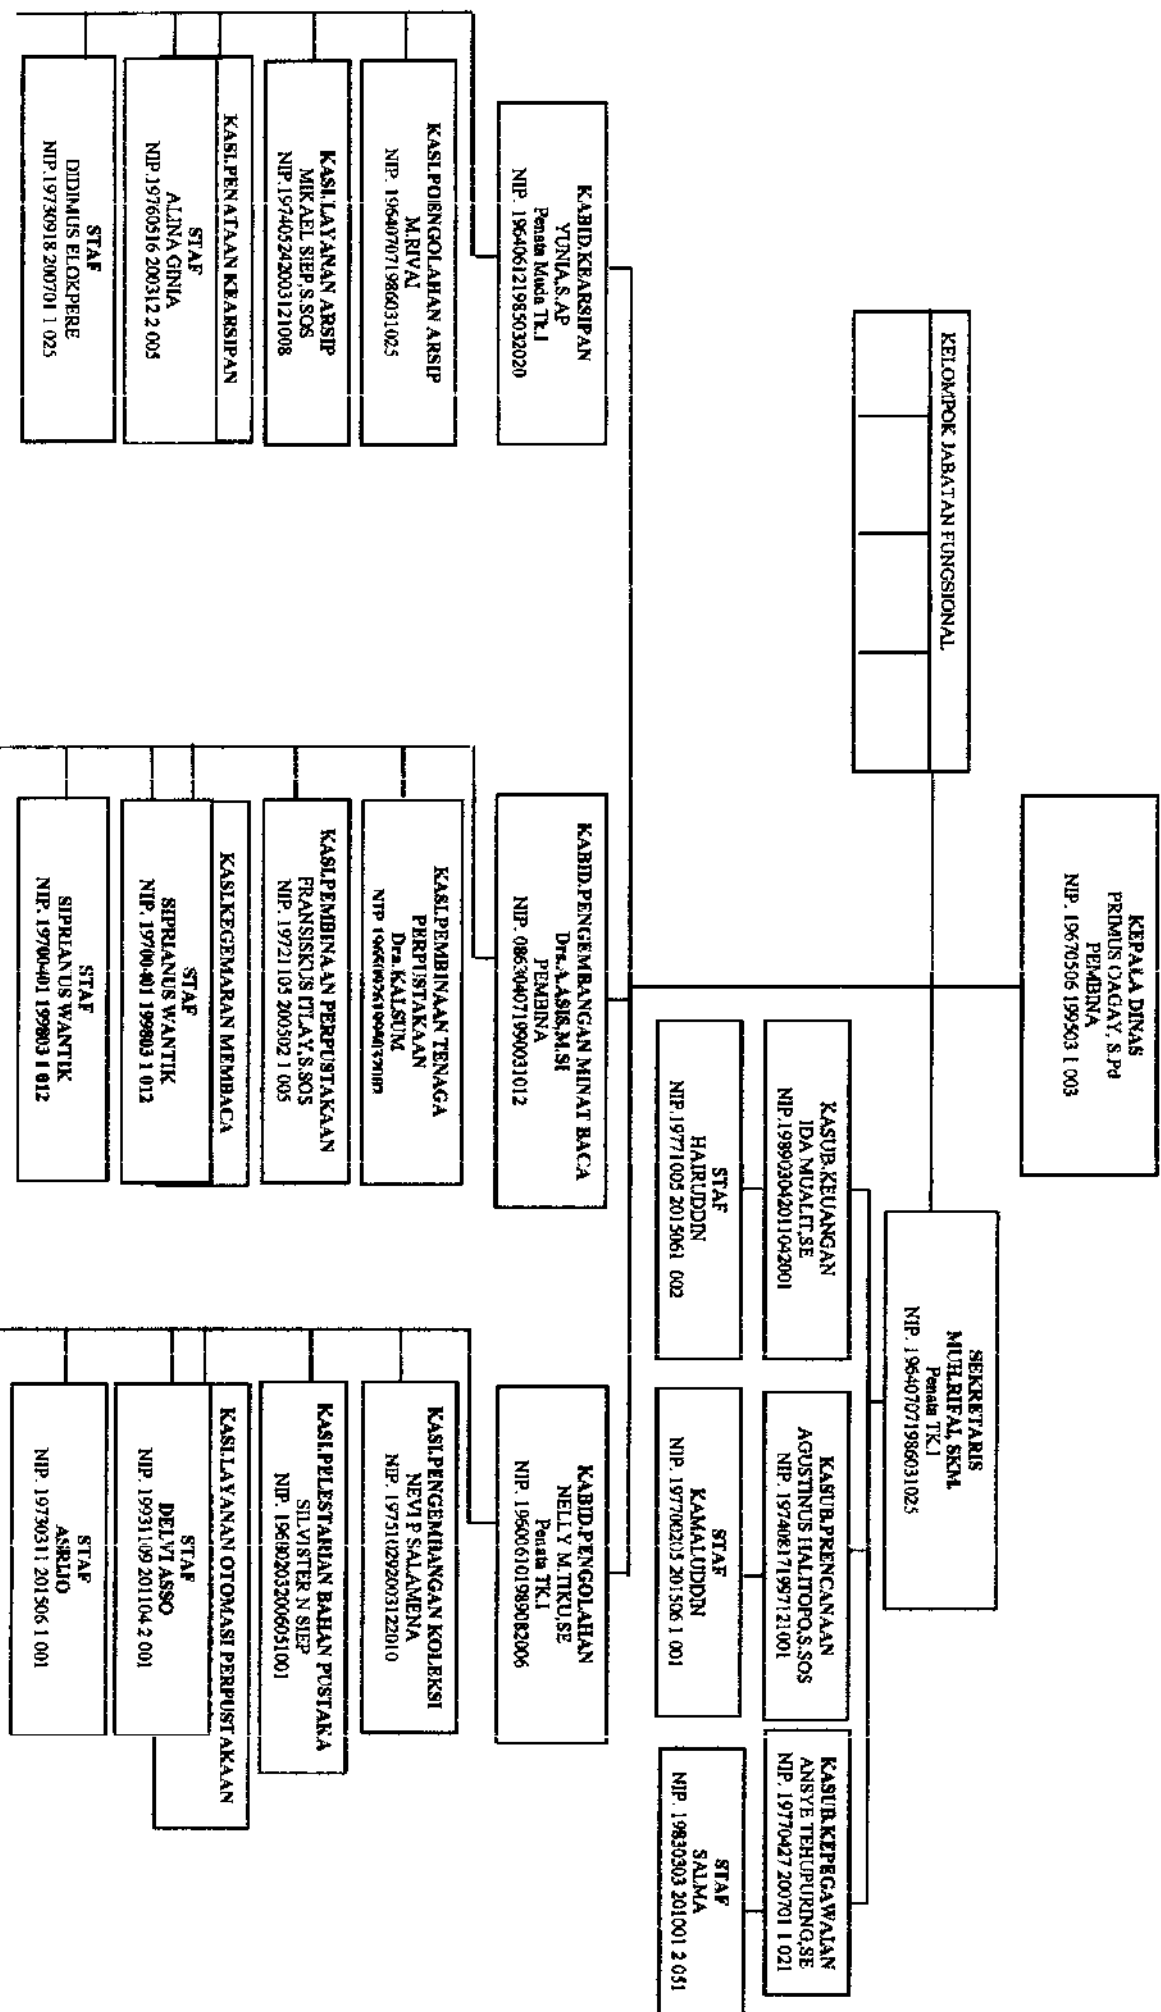 KEPALA DINAS
PRIMUS OAGAY, S.Pd
PEMBINA
NIP. 19670506 199503 1 003
KELOMPOK JABATAN FUNGSIONAL
SEKRETARIS
MUH.RIFAI, SKM.
Penata TK.I
NIP. 196407071986031025
KASUB.KEUANGAN
IDA MUALIT,SE
NIP.198903042011042001
KASUB.PRENCANAAN
AGUSTINUS HALITOPO,S.SOS
NIP. 197408171997121001
KASUB.KEPEGAWAIAN
ANSYE TEHUPURING,SE
NIP. 19770427 200701 1 021
STAF
HAIRUDDIN
NIP.19771005 2015061 002
STAF
KAMALUDDIN
NIP. 19770205 201506 1 001
STAF
SALMA
NIP. 19830303 201001 2 051
KABID.KEARSIPAN
YUNIA,S.AP
Penata Muda Tk.I
NIP. 196406121985032020
KABID.PENGEMBANGAN MINAT BACA
Drs.A.ASIS,M.SI
PEMBINA
NIP. 086304071990031012
KABID.PENGOLAHAN
NELLY M.TIKU,SE
Penata TK.I
NIP. 196006101989082006
KASI.POENGOLAHAN ARSIP
M.RIVAI
NIP. 196407071986031025
KASI.PEMBINAAN TENAGA
PERPUSTAKAAN
Dra.KALSUM
NIP
KASI.PENGEMBANGAN KOLEKSI
NEVI P SALAMENA
NIP. 197510292003122010
KASI.LAYANAN ARSIP
MIKAEL SIEP,S.SOS
NIP.197405242003121008
KASI.PEMBINAAN PERPUSTAKAAN
FRANSISKUS ITLAY,S.SOS
NIP. 19721105 200502 1 005
KASI.PELESTARIAN BAHAN PUSTAKA
SILVISTER N SIEP
NIP. 196802032006051001
KASI.PENATAAN KEARSIPAN
KASI.KEGEMARAN MEMBACA
KASI.LAYANAN OTOMASI PERPUSTAKAAN
STAF
ALINA GINIA
NIP.19760516 200312 2 005
STAF
SIPRIANUS WANTIK
NIP. 19700401 199803 1 012
STAF
DELVI ASSO
NIP. 19931109 201104 2 001
STAF
DIDIMUS ELOKPERE
NIP.19730918 200701 1 025
STAF
SIPRIANUS WANTIK
NIP. 19700401 199803 1 012
STAF
ASRIJO
NIP. 19730311 201506 1 001